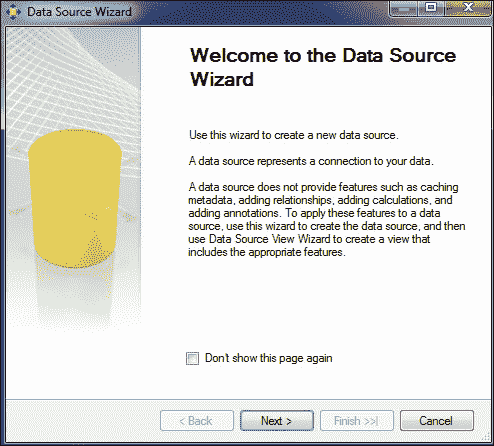 Data Source Wizard
Welcome to the Data Source
Wizard
Use this wizard to create a new data source.
A data source represents a connection to your data.
A data source does not provide features such as caching
metadata, adding relationships, adding calculations, and
adding annotations. To apply these features to a data
source, use this wizard to create the data source, and then
use Data Source View Wizard to create a view that
includes the appropriate features.
Don't show this page again
< Back
Next >
Finish >>|
Cancel